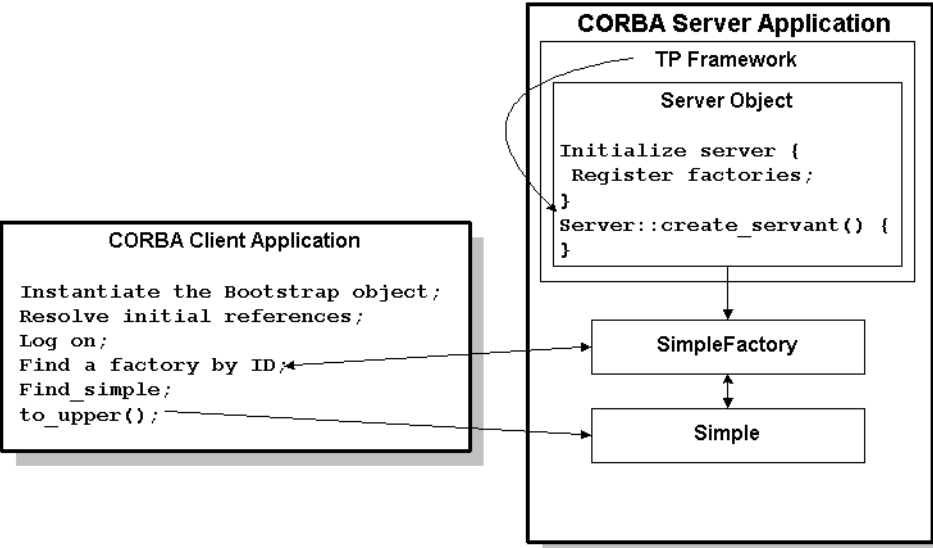 CORBA Server Application
TP Framework
Server Object
Initialize server {
Register factories;
}
Server::create_servant() {
}
CORBA Client Application
Instantiate the Bootstrap object;
Resolve initial references;
Log on;
Find a factory by ID;
Find_simple;
to_upper();
SimpleFactory
Simple